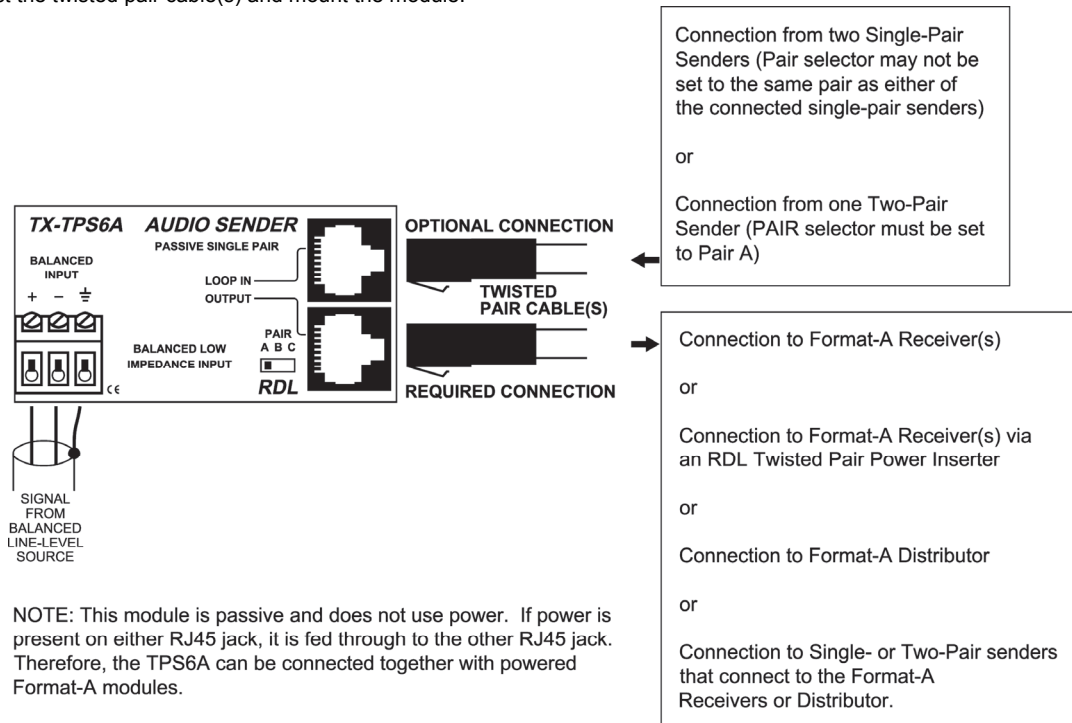 the twisted pair cable(s) and mount the module.
Connection from two Single-Pair
Senders (Pair selector may not be
set to the same pair as either of
the connected single-pair senders)
or
Connection from one Two-Pair
Sender (PAIR selector must be set
to Pair A)
TX-TPS6A AUDIO SENDER
PASSIVE SINGLE PAIR
BALANCED
INPUT
+ −
LOOP IN
OUTPUT
PAIR
A B C
BALANCED LOW
IMPEDANCE INPUT
RDL
CE
OPTIONAL CONNECTION
TWISTED
PAIR CABLE(S)
REQUIRED CONNECTION
SIGNAL
FROM
BALANCED
LINE-LEVEL
SOURCE
Connection to Format-A Receiver(s)
or
Connection to Format-A Receiver(s) via
an RDL Twisted Pair Power Inserter
or
Connection to Format-A Distributor
or
Connection to Single- or Two-Pair senders
that connect to the Format-A
Receivers or Distributor.
NOTE: This module is passive and does not use power. If power is
present on either RJ45 jack, it is fed through to the other RJ45 jack.
Therefore, the TPS6A can be connected together with powered
Format-A modules.